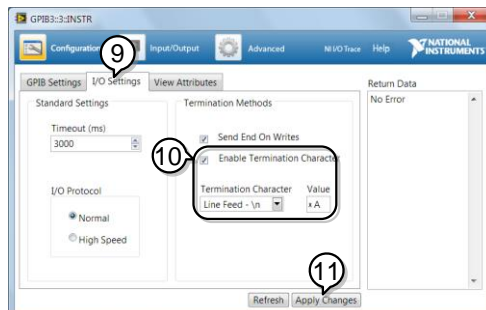 GPIB3::3::INSTR
Configuration Input/Output Advanced NI I/O Trace Help NATIONAL INSTRUMENTS
9
GPIB Settings I/O Settings View Attributes
Return Data
No Error
Standard Settings
Timeout (ms)
3000
I/O Protocol
Normal
High Speed
Termination Methods
Send End On Writes
10
Enable Termination Character
Termination Character Value
Line Feed - \n x A
11
Refresh Apply Changes